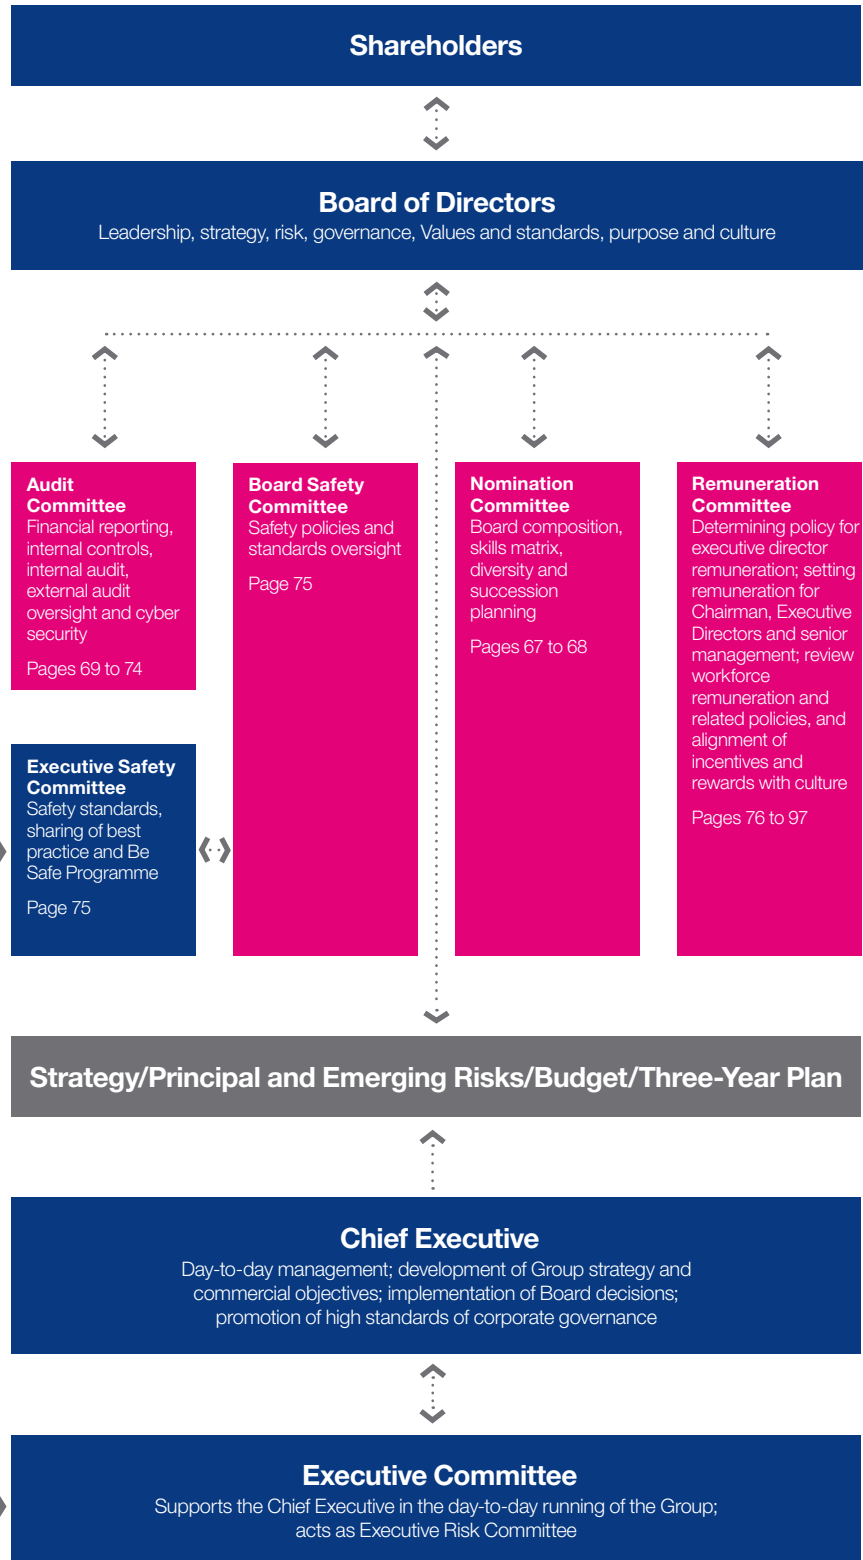 Shareholders
Board of Directors
Leadership, strategy, risk, governance, Values and standards, purpose and culture
Audit
Committee
Financial reporting,
internal controls,
internal audit,
external audit
oversight and cyber
security
Pages 69 to 74
Board Safety
Committee
Safety policies and
standards oversight
Page 75
Nomination
Committee
Board composition,
skills matrix,
diversity and
succession
planning
Pages 67 to 68
Remuneration
Committee
Determining policy for
executive director
remuneration; setting
remuneration for
Chairman, Executive
Directors and senior
management; review
workforce
remuneration and
related policies, and
alignment of
incentives and
rewards with culture
Pages 76 to 97
Executive Safety
Committee
Safety standards,
sharing of best
practice and Be
Safe Programme
Page 75
Strategy/Principal and Emerging Risks/Budget/Three-Year Plan
Chief Executive
Day-to-day management; development of Group strategy and
commercial objectives; implementation of Board decisions;
promotion of high standards of corporate governance
Executive Committee
Supports the Chief Executive in the day-to-day running of the Group;
acts as Executive Risk Committee